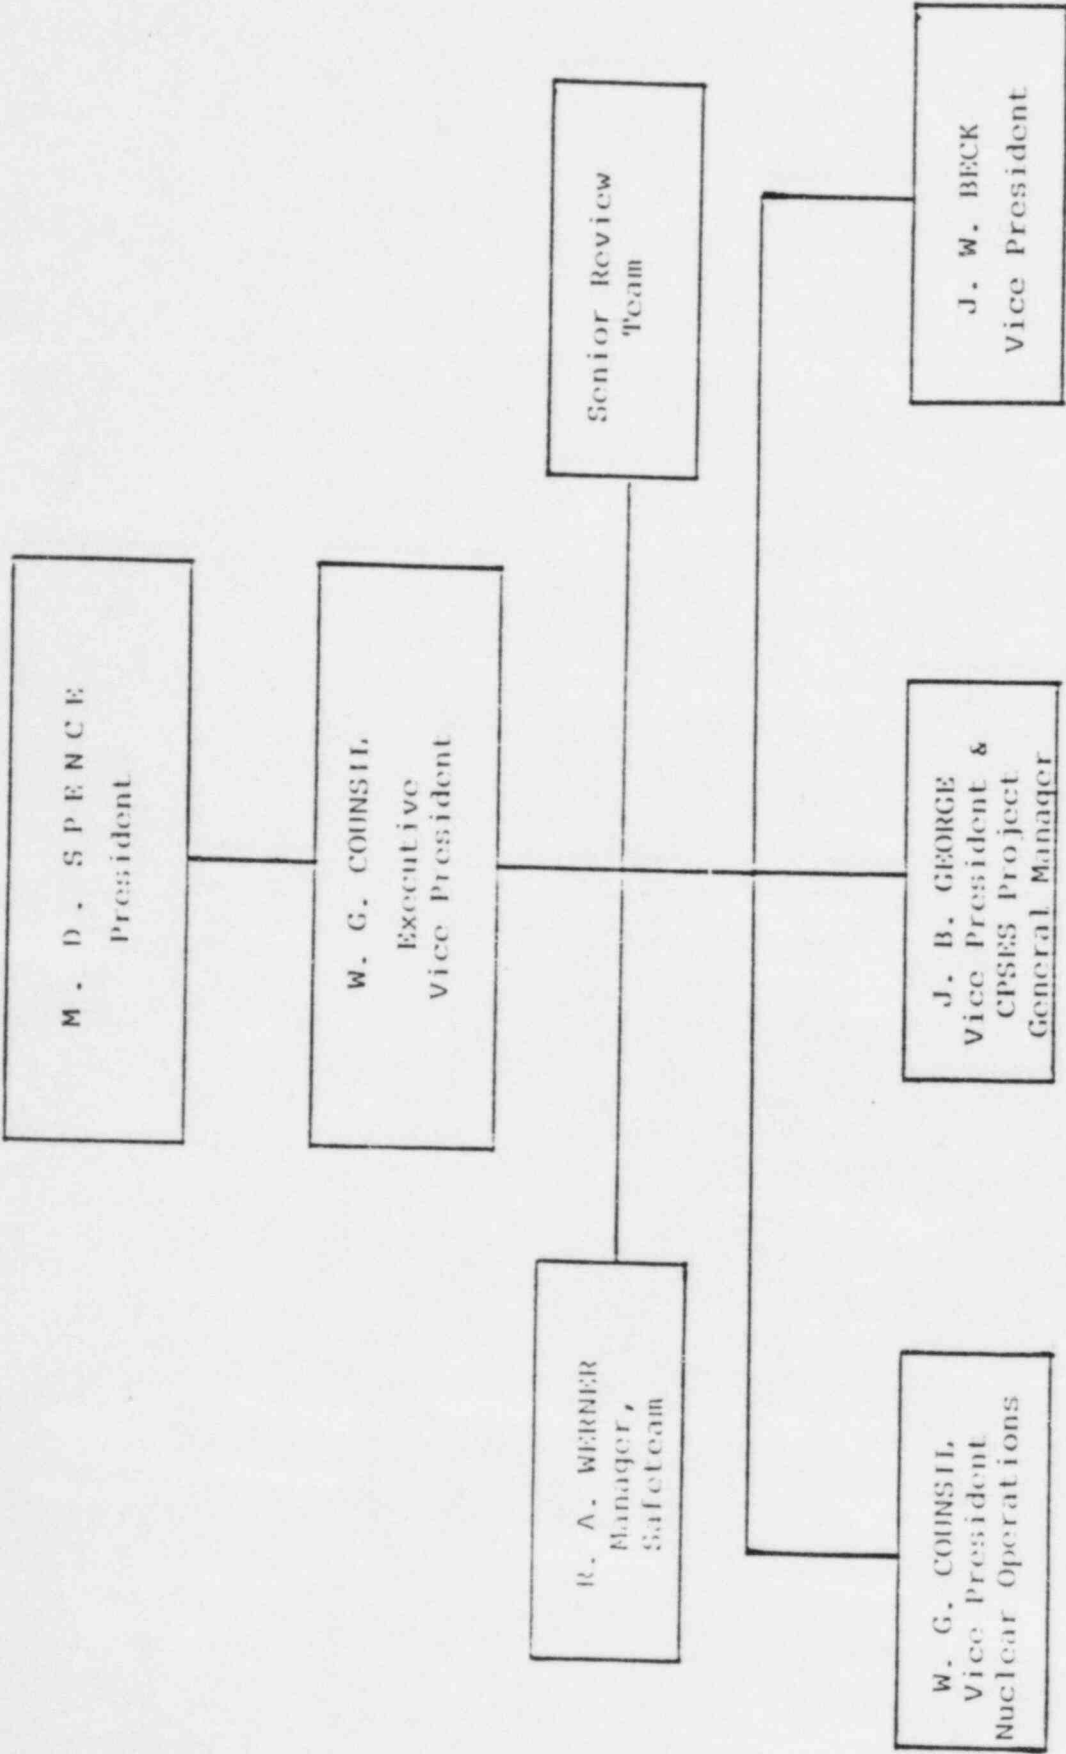 M. D. SPENCE
President
W. G. COUNSIL
Executive
Vice President
R. A. WERNER
Manager,
Safeteam
Senior Review
Team
W. G. COUNSIL
Vice President
Nuclear Operations
J. B. GEORGE
Vice President &
CPSES Project
General Manager
J. W. BECK
Vice President